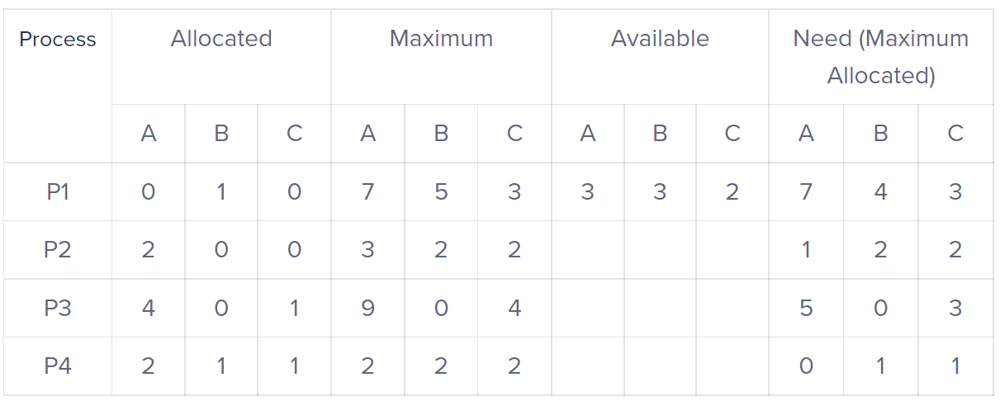 Process Allocated Maximum Available Need (Maximum
Allocated)
A B C A B C A B C A B C
P1 0 1 0 7 5 3 3 3 2 7 4 3
P2 2 0 0 3 2 2 1 2 2
P3 4 0 1 9 0 4 5 0 3
P4 2 1 1 2 2 2 0 1 1